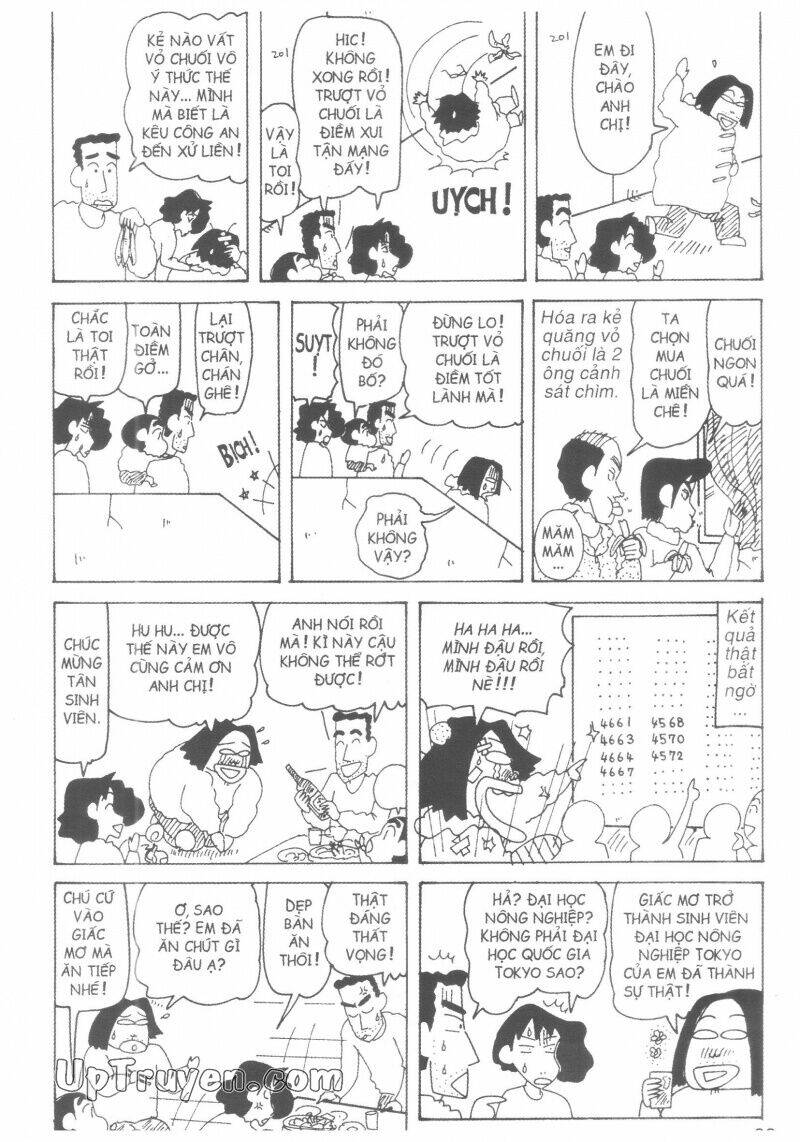 EM ĐI
ĐÂY,
CHÀO
ANH
CHỊ!
201
HIC!
KHÔNG
XONG RỒI!
TRƯỢT VỎ
CHUỐI LÀ
ĐIỀM XUI
TẬN MẠNG
ĐẤY!
VẬY
LÀ
TOI
RỒI!
UỴCH!
201
KẺ NÀO VẤT
VỎ CHUỐI VÔ
Ý THỨC THẾ
NÀY... MÌNH
MÀ BIẾT LÀ
KÊU CÔNG AN
ĐẾN XỬ LIỀN!
CHUỐI
NGON
QUÁ!
TA
CHỌN
MUA
CHUỐI
LÀ MIỄN
CHÊ!
Hóa ra kẻ
quăng vỏ
chuối là 2
ông cảnh
sát chìm.
MĂM
MĂM
...
ĐỪNG LO!
TRƯỢT VỎ
CHUỐI LÀ
ĐIỀM TỐT
LÀNH MÀ!
PHẢI
KHÔNG
ĐÓ
BỐ?
SUỴT
!
PHẢI
KHÔNG
VẬY?
LẠI
TRƯỢT
CHÂN,
CHÁN
GHÊ!
TOÀN
ĐIỀM
GỞ...
CHẮC
LÀ TOI
THẬT
RỒI!
BỊCH!
Kết
quả
thật
bất
ngờ
...
HA HA HA...
MÌNH ĐẬU RỒI,
MÌNH ĐẬU RỒI
NÈ!!!
4661 4568
4663 4570
4664 4572
4667
ANH NÓI RỒI
MÀ! KÌ NÀY CẬU
KHÔNG THỂ RỚT
ĐƯỢC!
HU HU... ĐƯỢC
THẾ NÀY EM VÔ
CÙNG CẢM ƠN
ANH CHỊ!
CHÚC
MỪNG
TÂN
SINH
VIÊN.
GIẤC MƠ TRỞ
THÀNH SINH VIÊN
ĐẠI HỌC NÔNG
NGHIỆP TOKYO
CỦA EM ĐÃ THÀNH
SỰ THẬT!
HẢ? ĐẠI HỌC
NÔNG NGHIỆP?
KHÔNG PHẢI ĐẠI
HỌC QUỐC GIA
TOKYO SAO?
THẬT
ĐÁNG
THẤT
VỌNG!
DẸP
BÀN
ĂN
THÔI!
Ơ, SAO
THẾ? EM ĐÃ
ĂN CHÚT GÌ
ĐÂU Ạ?
CHÚ CỨ
VÀO
GIẤC
MƠ MÀ
ĂN TIẾP
NHÉ!
UpTruyen.com